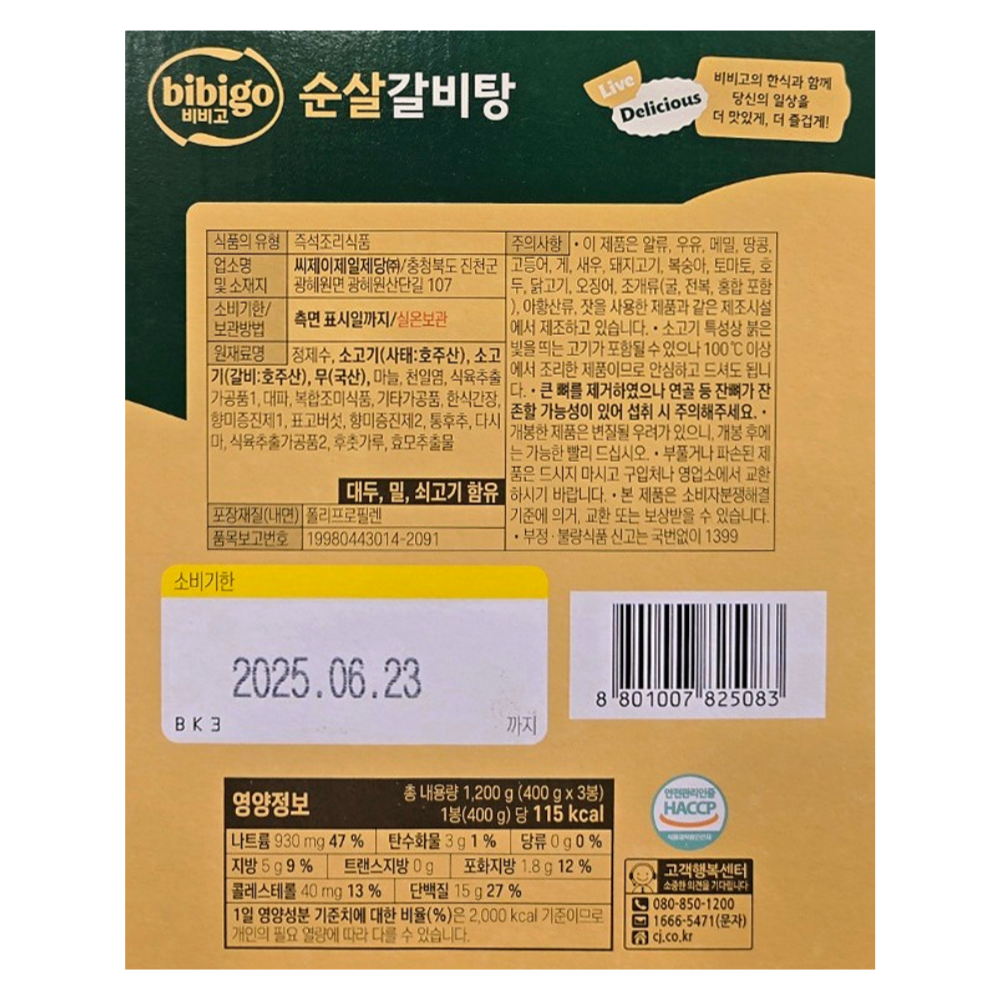 bibigo
비비고
순살갈비탕
Live
Delicious
비비고의 한식과 함께
당신의 일상을
더 맛있게, 더 즐겁게!
식품의 유형 즉석조리식품
업소명 및 소재지 씨제이제일제당㈜/충청북도 진천군
광혜원면 광혜원산단길 107
소비기한/
보관방법 측면 표시일까지/실온보관
원재료명 정제수, 소고기(사태:호주산), 소고
기(갈비:호주산), 무(국산), 마늘, 천일염, 식육추출
가공품1, 대파, 복합조미식품, 기타가공품, 한식간장,
향미증진제1, 표고버섯, 향미증진제2, 통후추, 다시
마, 식육추출가공품2, 후춧가루, 효모추출물
대두, 밀, 쇠고기 함유
포장재질(내면) 폴리프로필렌
품목보고번호 19980443014-2091
주의사항 • 이 제품은 알류, 우유, 메밀, 땅콩,
고등어, 게, 새우, 돼지고기, 복숭아, 토마토, 호
두, 닭고기, 오징어, 조개류(굴, 전복, 홍합 포함
), 아황산류, 잣을 사용한 제품과 같은 제조시설
에서 제조하고 있습니다. • 소고기 특성상 붉은
빛을 띄는 고기가 포함될 수 있으나 100℃ 이상
에서 조리한 제품이므로 안심하고 드셔도 됩니
다. • 큰 뼈를 제거하였으나 연골 등 잔뼈가 잔
존할 가능성이 있어 섭취 시 주의해주세요. •
개봉한 제품은 변질될 우려가 있으니, 개봉 후에
는 가능한 빨리 드십시오. • 부풀거나 파손된 제
품은 드시지 마시고 구입처나 영업소에서 교환
하시기 바랍니다. • 본 제품은 소비자분쟁해결
기준에 의거, 교환 또는 보상받을 수 있습니다.
• 부정·불량식품 신고는 국번없이 1399
소비기한
2025.06.23
BK3
까지
8 801007 825083
영양정보
총 내용량 1,200 g (400 g x 3봉)
1봉(400 g) 당 115 kcal
나트륨 930 mg 47 % 탄수화물 3 g 1 % 당류 0 g 0 %
지방 5 g 9 % 트랜스지방 0 g 포화지방 1.8 g 12 %
콜레스테롤 40 mg 13 % 단백질 15 g 27 %
1일 영양성분 기준치에 대한 비율(%)은 2,000 kcal 기준이므로
개인의 필요 열량에 따라 다를 수 있습니다.
안전관리인증
HACCP
식품의약품안전처
고객행복센터
소중한 의견을 기다립니다
080-850-1200
1666-5471(문자)
cj.co.kr